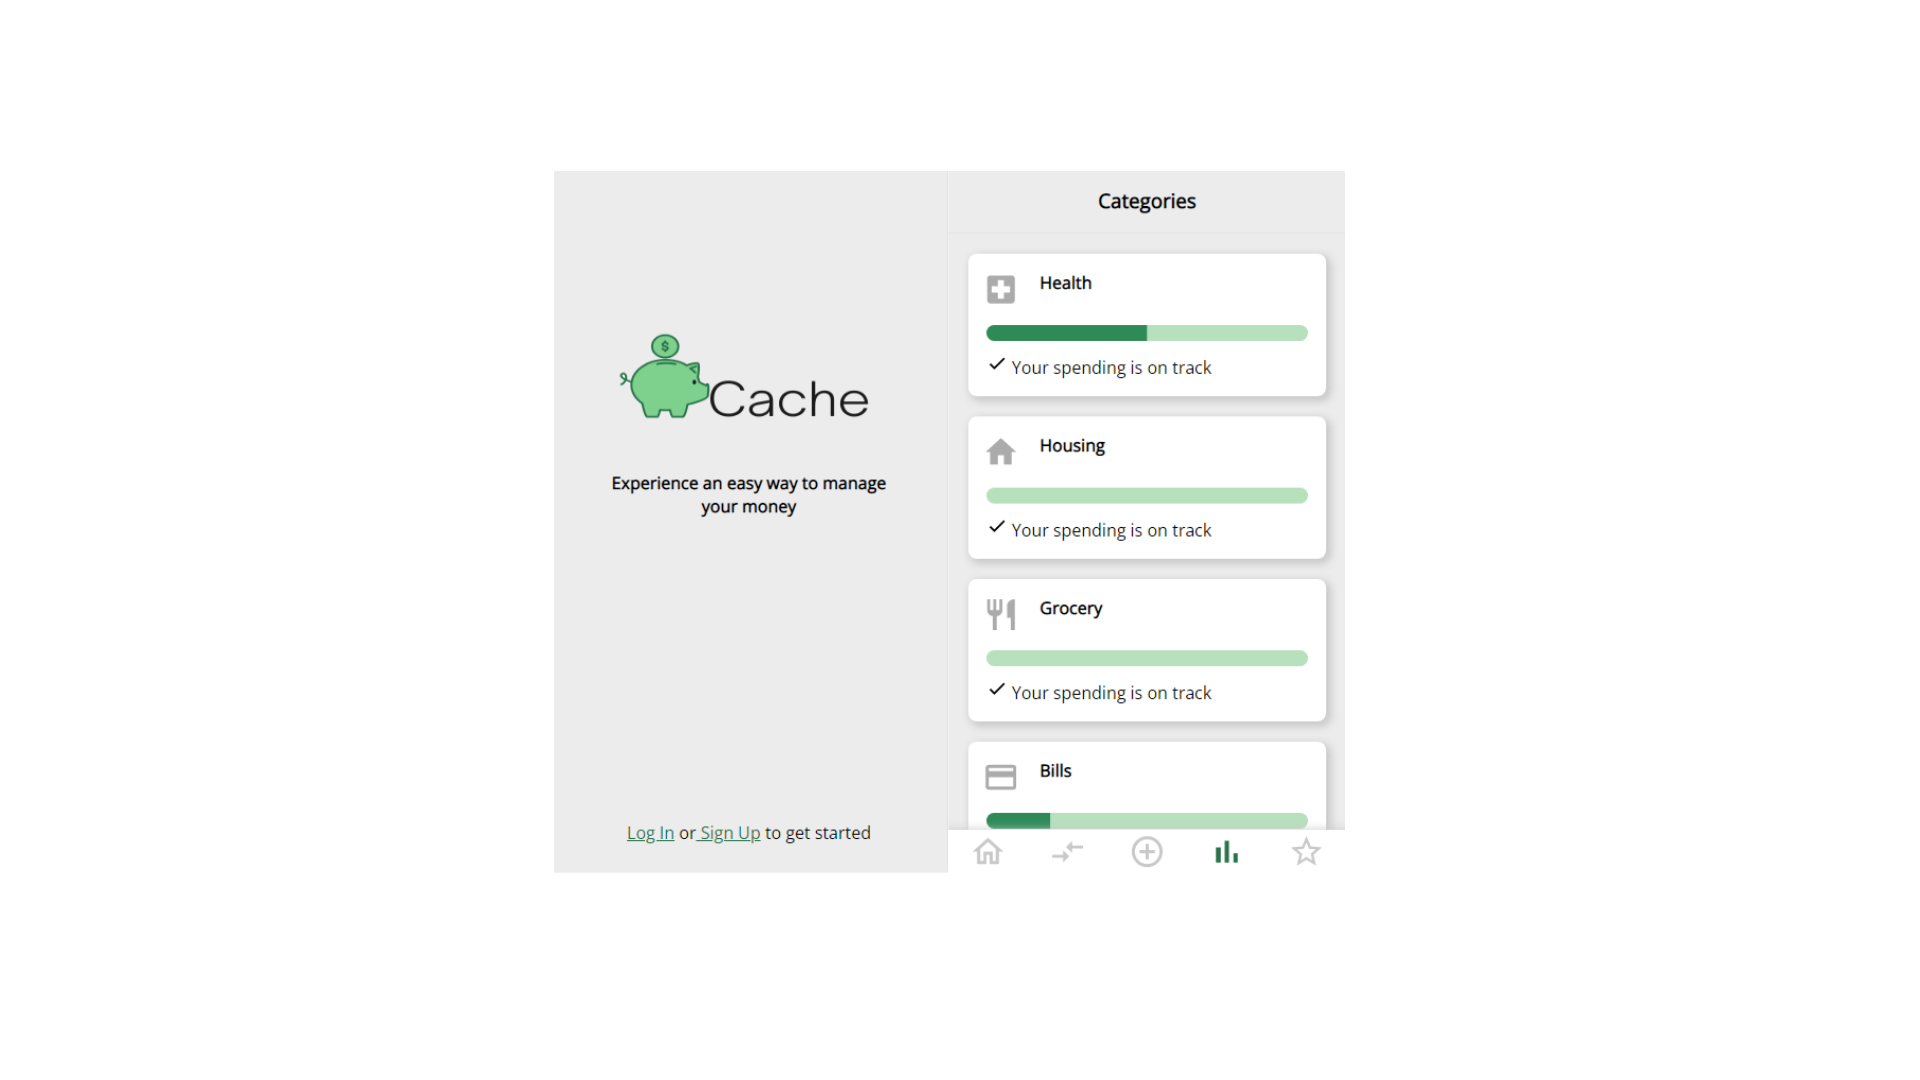 $
Cache
Experience an easy way to manage
your money
Log In or Sign Up to get started
Categories
Health
Your spending is on track
Housing
Your spending is on track
Grocery
Your spending is on track
Bills